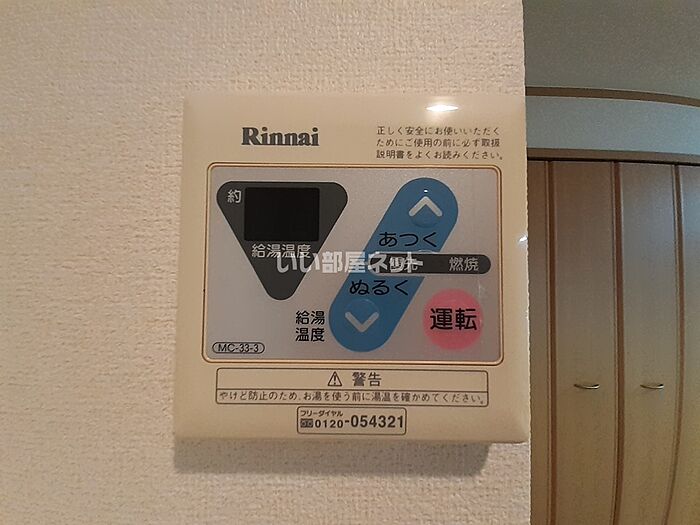 Rinnai
正しく安全にお使いいただく
ためにご使用の前に必ず取扱
説明書をよくお読みください。
約
給湯温度
あつく
優先
燃焼
ぬるく
給湯
温度
運転
MC-33-3
いい部屋ネット
⚠ 警告
やけど防止のため、お湯を使う前に湯温を確かめてください。
フリーダイヤル
0120-054321